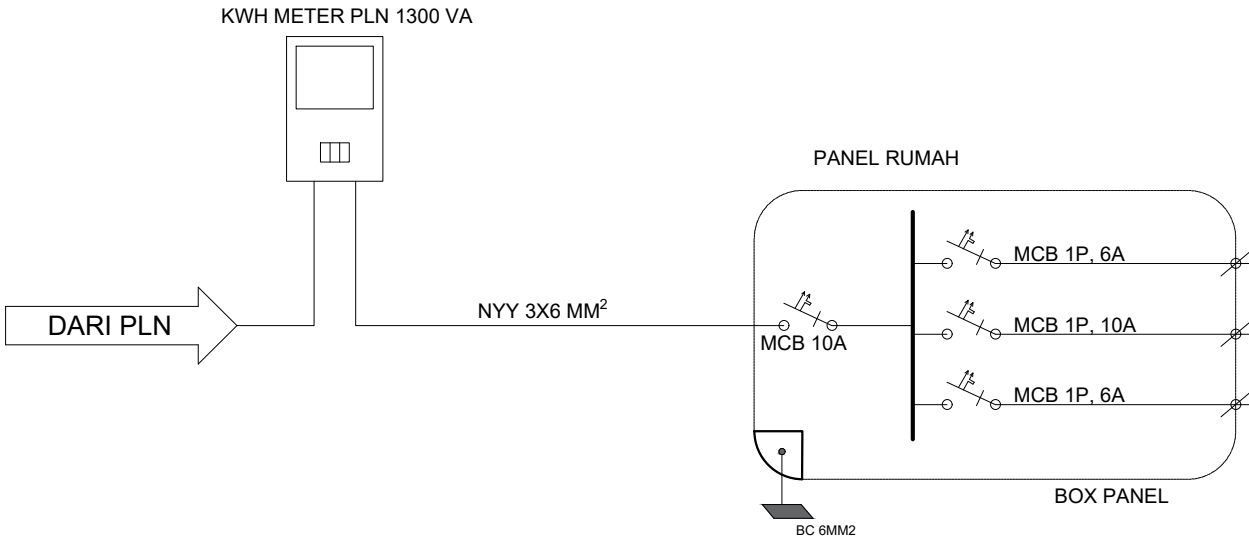 KWH METER PLN 1300 VA
PANEL RUMAH
MCB 1P, 6A
DARI PLN
NYY 3X6 MM²
MCB 10A
MCB 1P, 10A
MCB 1P, 6A
BOX PANEL
BC 6MM2